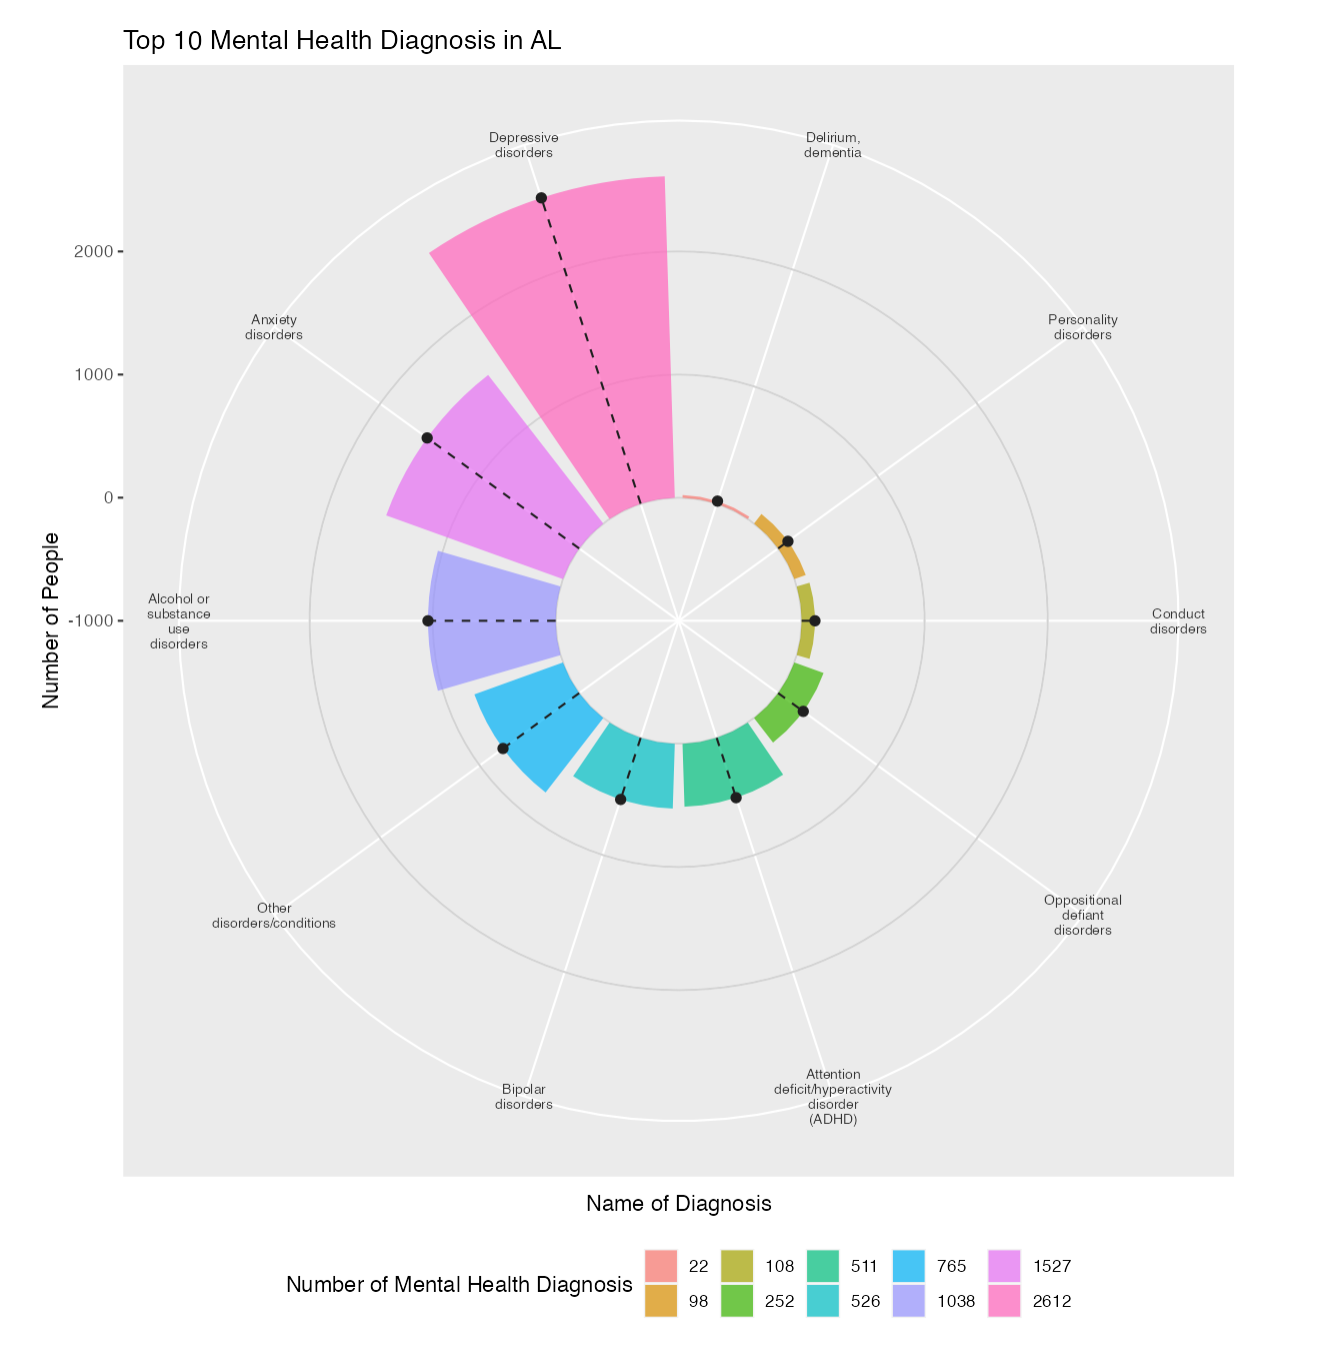 Top 10 Mental Health Diagnosis in AL
Depressive
disorders
Delirium,
dementia
Anxiety
disorders
Personality
disorders
Alcohol or
substance
use
disorders
Conduct
disorders
Other
disorders/conditions
Oppositional
defiant
disorders
Bipolar
disorders
Attention
deficit/hyperactivity
disorder
(ADHD)
2000
1000
0
-1000
Number of People
Name of Diagnosis
Number of Mental Health Diagnosis
22 108 511 765 1527
98 252 526 1038 2612